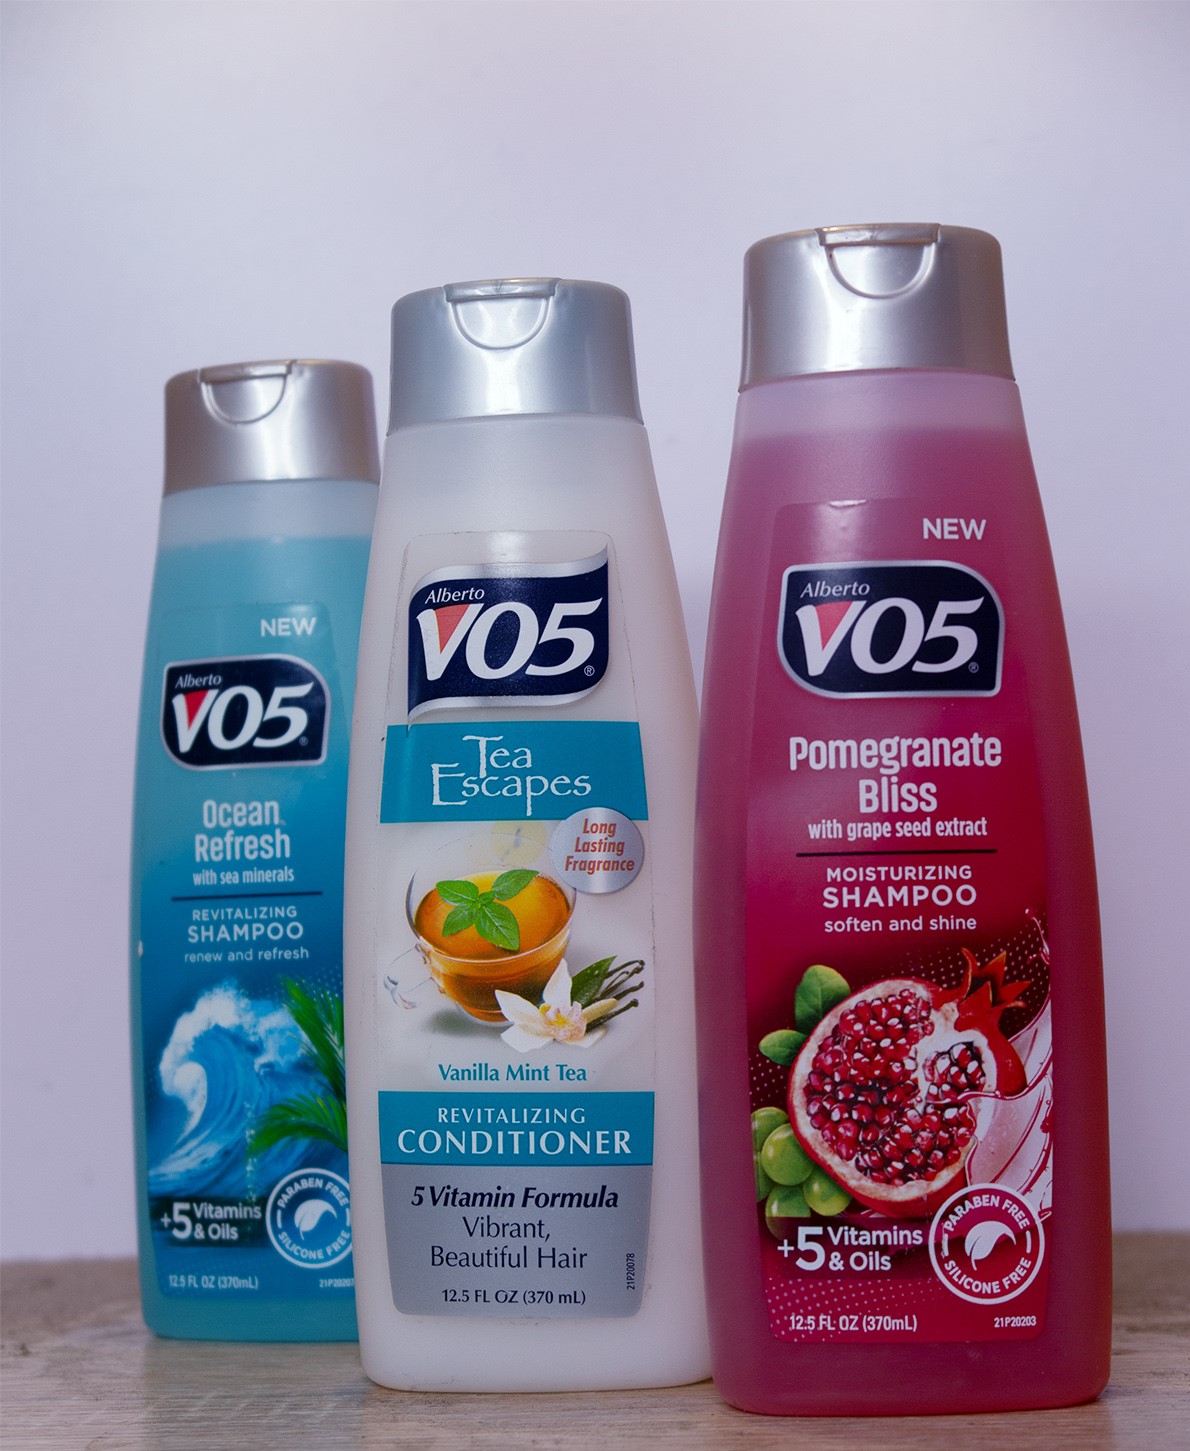 NEW
Alberto
VO5®
Ocean
Refresh
with sea minerals
REVITALIZING
SHAMPOO
renew and refresh
+5 Vitamins
& Oils
PARABEN FREE
SILICONE FREE
12.5 FL OZ (370mL)
21P20207
Alberto
VO5®
Tea
Escapes
Long
Lasting
Fragrance
Vanilla Mint Tea
REVITALIZING
CONDITIONER
5 Vitamin Formula
Vibrant,
Beautiful Hair
12.5 FL OZ (370 mL)
21P20078
NEW
Alberto
VO5®
Pomegranate
Bliss
with grape seed extract
MOISTURIZING
SHAMPOO
soften and shine
+5 Vitamins
& Oils
PARABEN FREE
SILICONE FREE
12.5 FL OZ (370mL)
21P20203